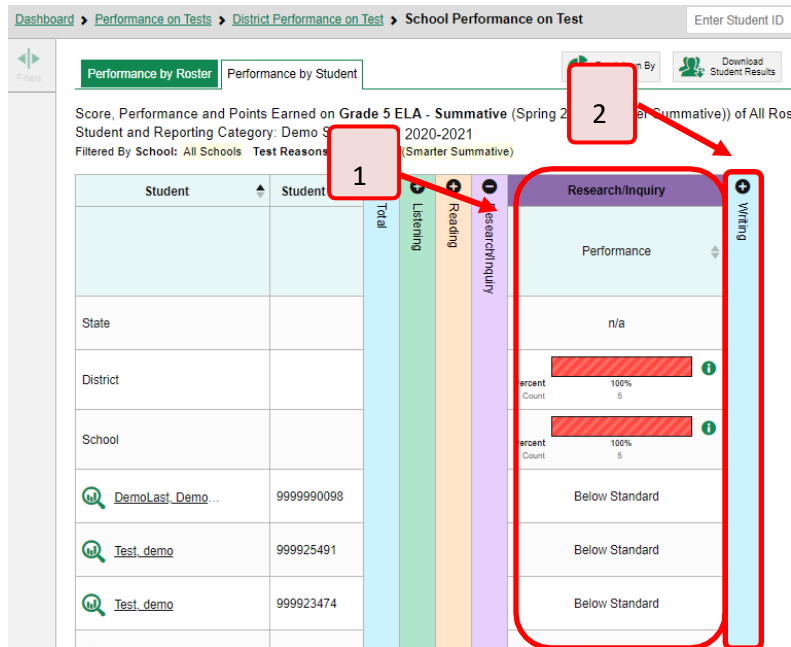 Dashboard > Performance on Tests > District Performance on Test > School Performance on Test
Enter Student ID
Filters
Performance by Roster
Performance by Student
By
Download
Student Results
Score, Performance and Points Earned on Grade 5 ELA - Summative (Spring 2 Summative)) of All Ros
Student and Reporting Category: Demo S 2020-2021
Filtered By School: All Schools Test Reasons (Smarter Summative)
1
2
Student
Student
Total
Listening
Reading
Research/Inquiry
Research/Inquiry
Writing
Performance
State
n/a
District
Percent 100%
Count 5
School
Percent 100%
Count 5
DemoLast, Demo...
9999990098
Below Standard
Test, demo
999925491
Below Standard
Test, demo
999923474
Below Standard